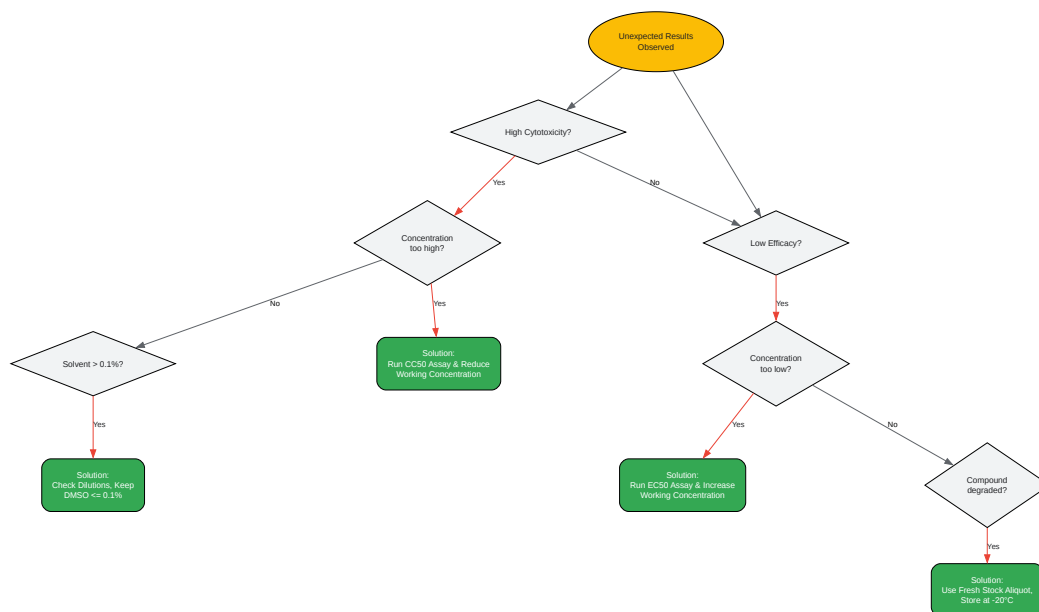 Unexpected Results
Observed
High Cytotoxicity?
Yes
No
Concentration
too high?
Low Efficacy?
No
Yes
Yes
Solvent > 0.1%?
Solution:
Run CC50 Assay & Reduce
Working Concentration
Concentration
too low?
Yes
Yes
No
Solution:
Check Dilutions, Keep
DMSO <= 0.1%
Solution:
Run EC50 Assay & Increase
Working Concentration
Compound
degraded?
Yes
Solution:
Use Fresh Stock Aliquot,
Store at -20°C